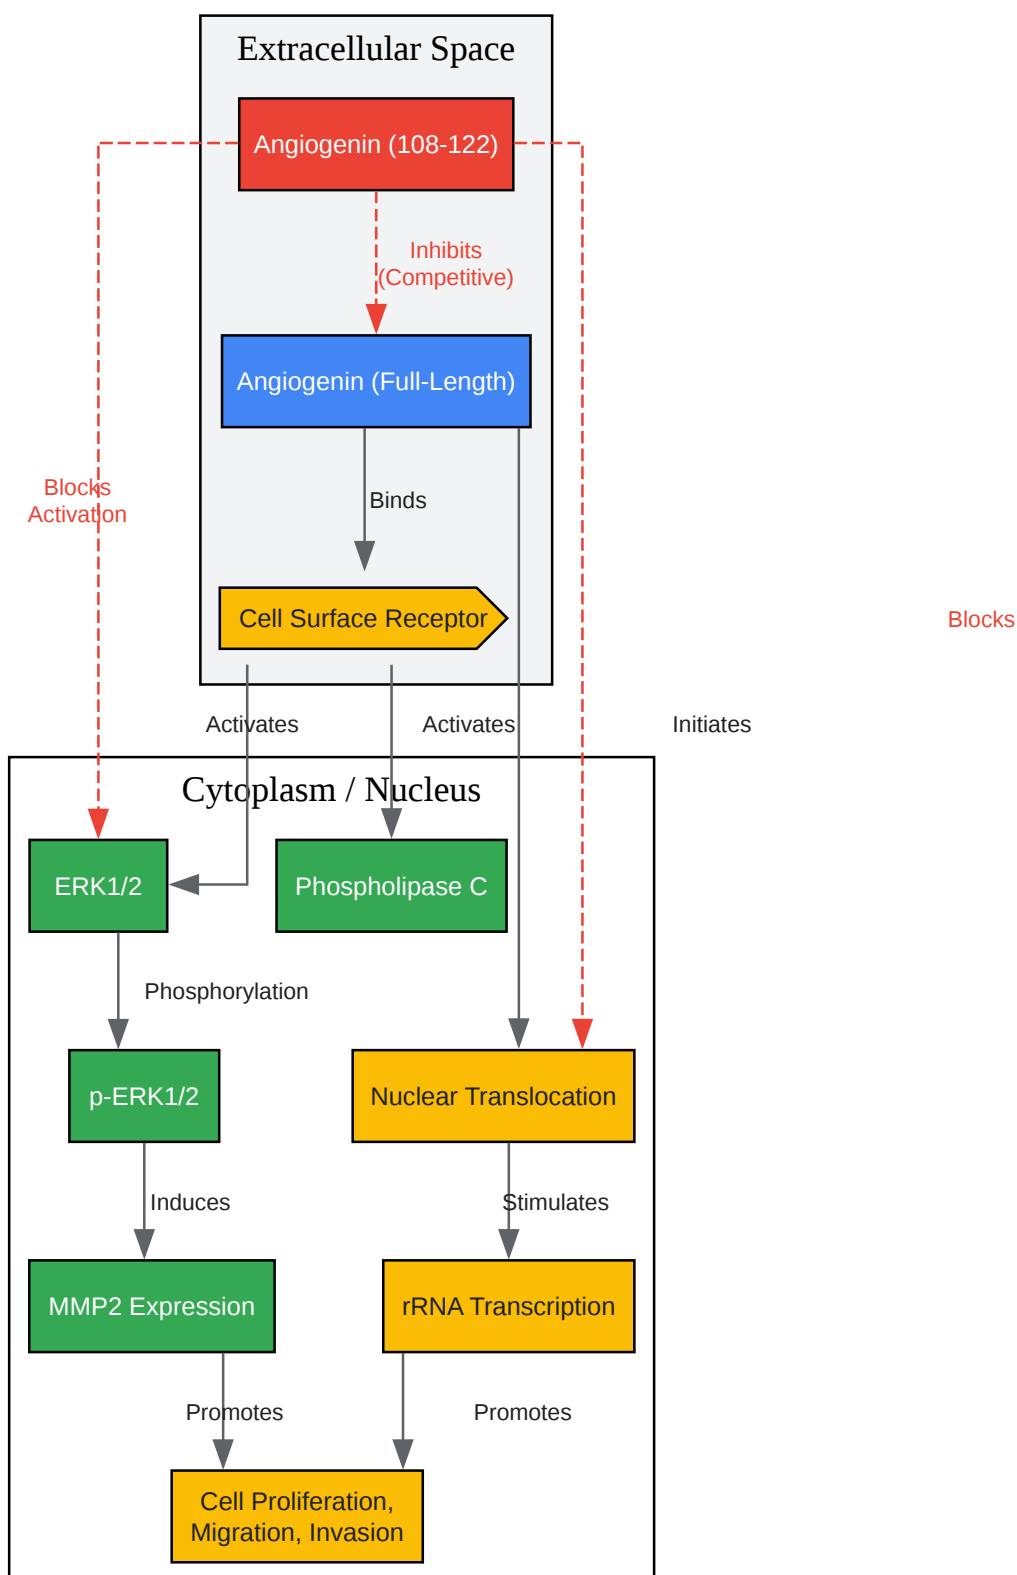 Extracellular Space
Angiogenin (108-122)
Inhibits
(Competitive)
Angiogenin (Full-Length)
Blocks
Activation
Binds
Cell Surface Receptor
Blocks
Activates
Activates
Initiates
Cytoplasm / Nucleus
ERK1/2
Phospholipase C
Phosphorylation
p-ERK1/2
Nuclear Translocation
Induces
Stimulates
MMP2 Expression
rRNA Transcription
Promotes
Promotes
Cell Proliferation,
Migration, Invasion